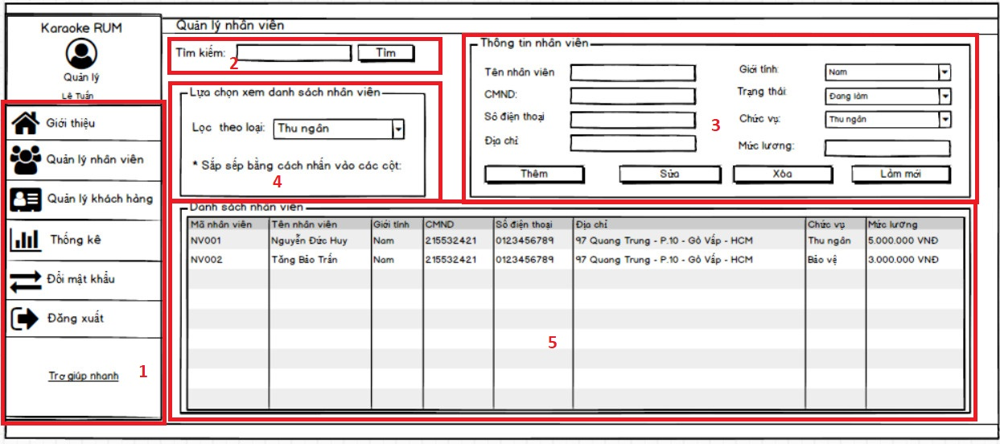 Karaoke RUM
Quản lý
Lê Tuấn
Giới thiệu
Quản lý nhân viên
Quản lý khách hàng
Thống kê
Đổi mật khẩu
Đăng xuất
Trợ giúp nhanh
1
Quản lý nhân viên
Tìm kiếm: Tìm
2
Lựa chọn xem danh sách nhân viên
Lọc theo loại: Thu ngân
* Sắp sếp bằng cách nhấn vào các cột:
4
Thông tin nhân viên
Tên nhân viên Giới tính: Nam
CMND: Trạng thái: Đang làm
Số điện thoại Chức vụ: Thu ngân
3
Địa chỉ Mức lương:
Thêm Sửa Xóa Làm mới
Danh sách nhân viên
Mã nhân viên Tên nhân viên Giới tính CMND Số điện thoại Địa chỉ Chức vụ Mức lương
NV001 Nguyễn Đức Huy Nam 215532421 0123456789 97 Quang Trung - P.10 - Gò Vấp - HCM Thu ngân 5.000.000 VNĐ
NV002 Tăng Bảo Trấn Nam 215532421 0123456789 97 Quang Trung - P.10 - Gò Vấp - HCM Bảo vệ 3.000.000 VNĐ
5